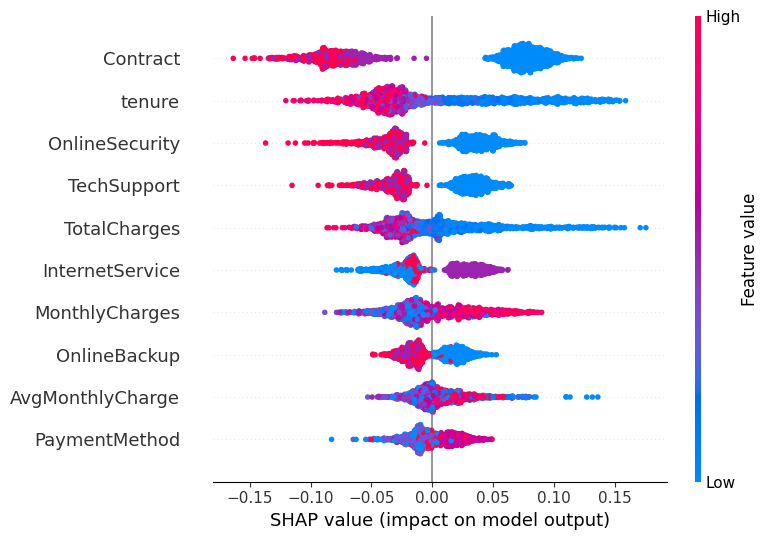 High
Contract
tenure
OnlineSecurity
TechSupport
TotalCharges
InternetService
MonthlyCharges
OnlineBackup
AvgMonthlyCharge
PaymentMethod
Feature value
Low
−0.15 −0.10 −0.05 0.00 0.05 0.10 0.15
SHAP value (impact on model output)